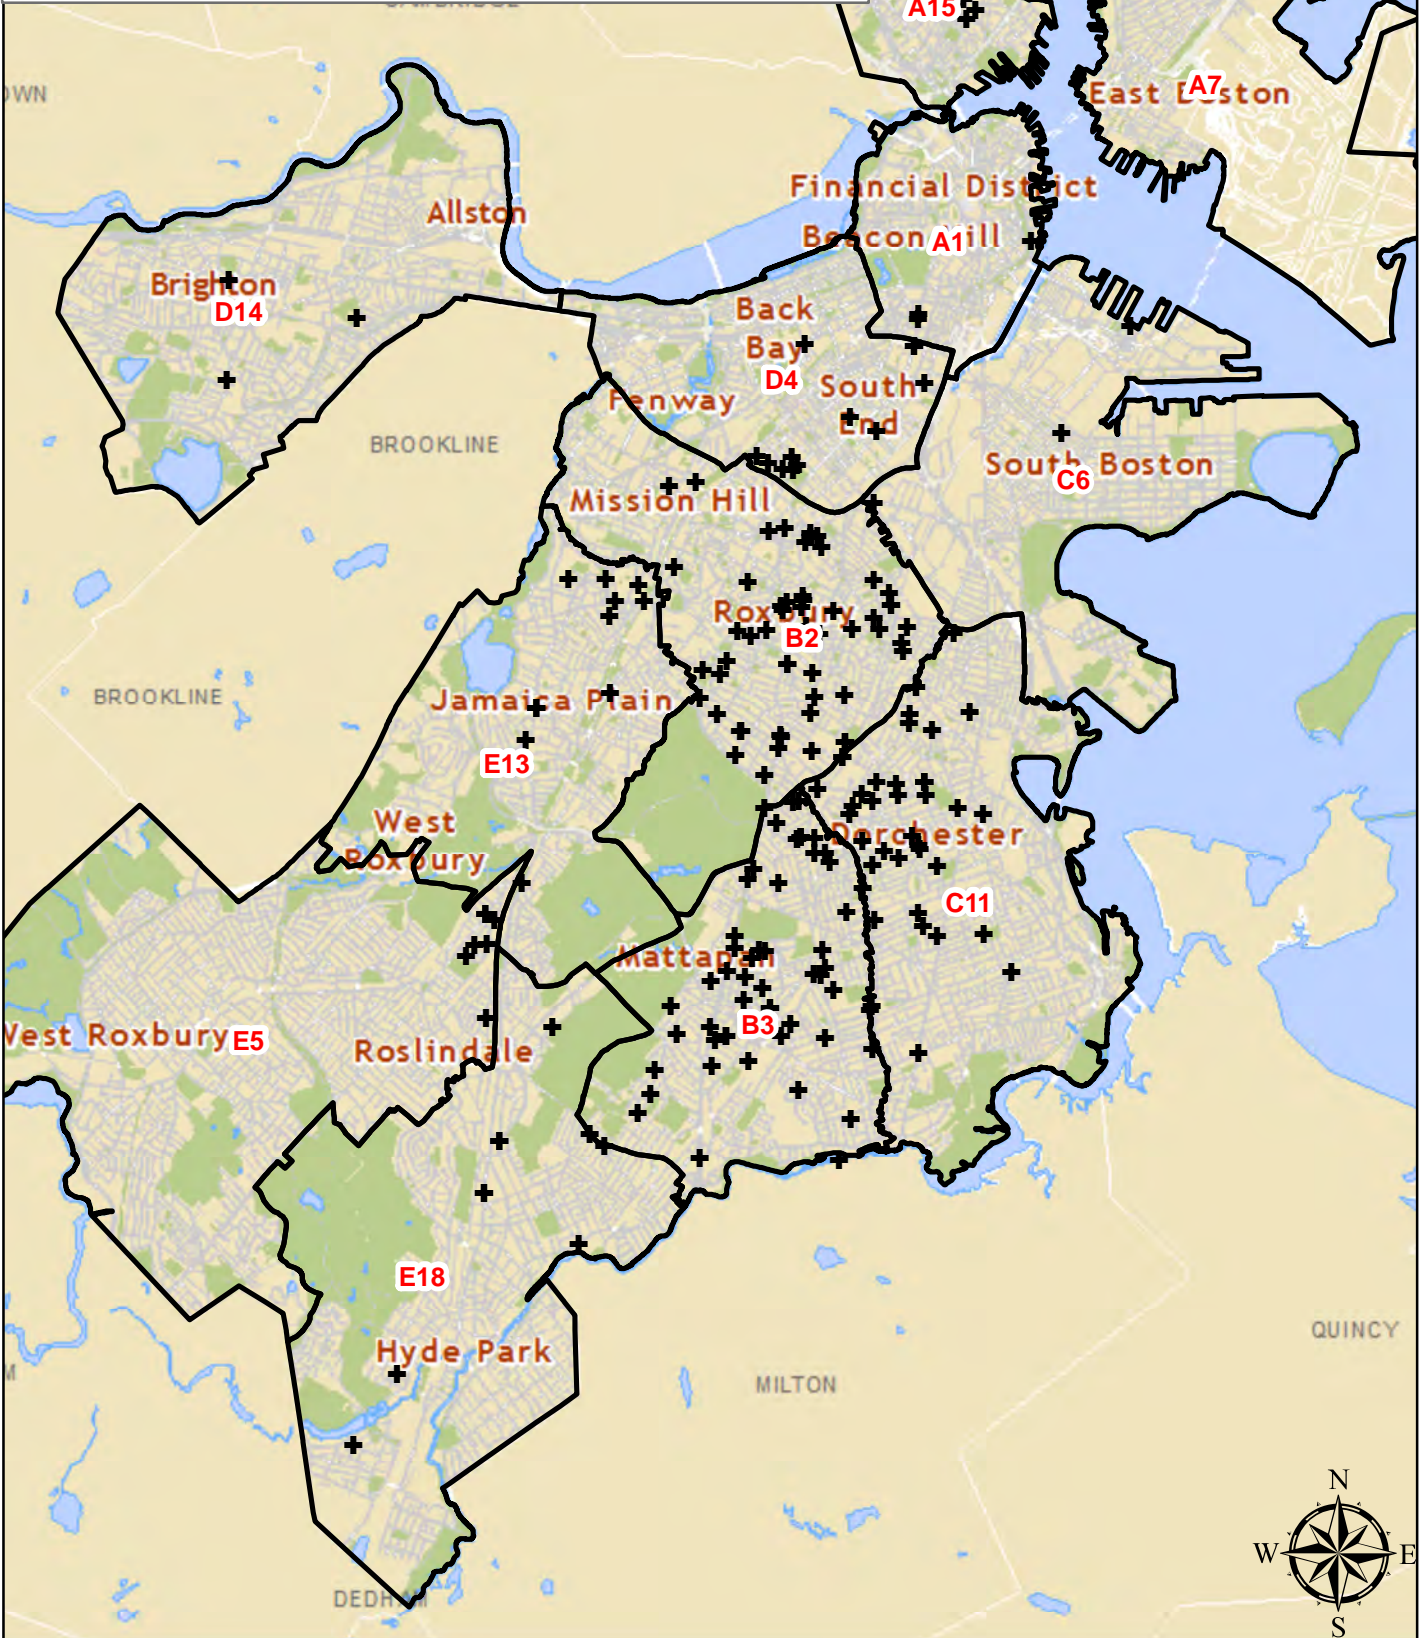 CAMBRIDGE
A15
East Boston
A7
OWN
Financial District
Allston
Beacon Hill
A1
Brighton
D14
Back
Bay
D4
South
End
Fenway
BROOKLINE
South Boston
C6
Mission Hill
Roxbury
B2
BROOKLINE
Jamaica Plain
E13
West
Roxbury
Dorchester
C11
Mattapan
B3
West Roxbury
E5
Roslindale
E18
Hyde Park
QUINCY
M
MILTON
DEDHAM
N
W
E
S